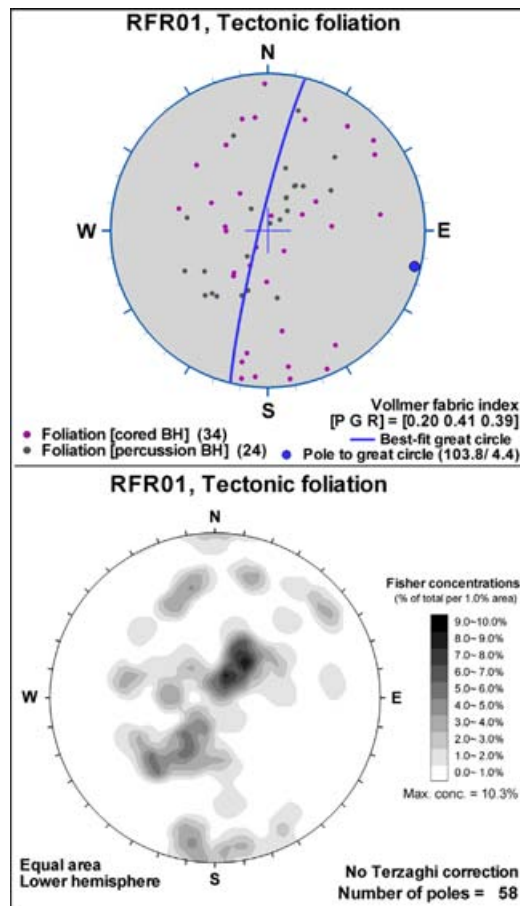 RFR01, Tectonic foliation
N
W
E
S
Vollmer fabric index
[P G R] = [0.20 0.41 0.39]
Foliation [cored BH] (34)
Best-fit great circle
Foliation [percussion BH] (24)
Pole to great circle (103.8/ 4.4)
RFR01, Tectonic foliation
N
Fisher concentrations
(% of total per 1.0% area)
9.0~10.0%
8.0~ 9.0%
7.0~ 8.0%
6.0~ 7.0%
5.0~ 6.0%
4.0~ 5.0%
3.0~ 4.0%
2.0~ 3.0%
1.0~ 2.0%
0.0~ 1.0%
W
E
Max. conc. = 10.3%
Equal area
Lower hemisphere
S
No Terzaghi correction
Number of poles = 58